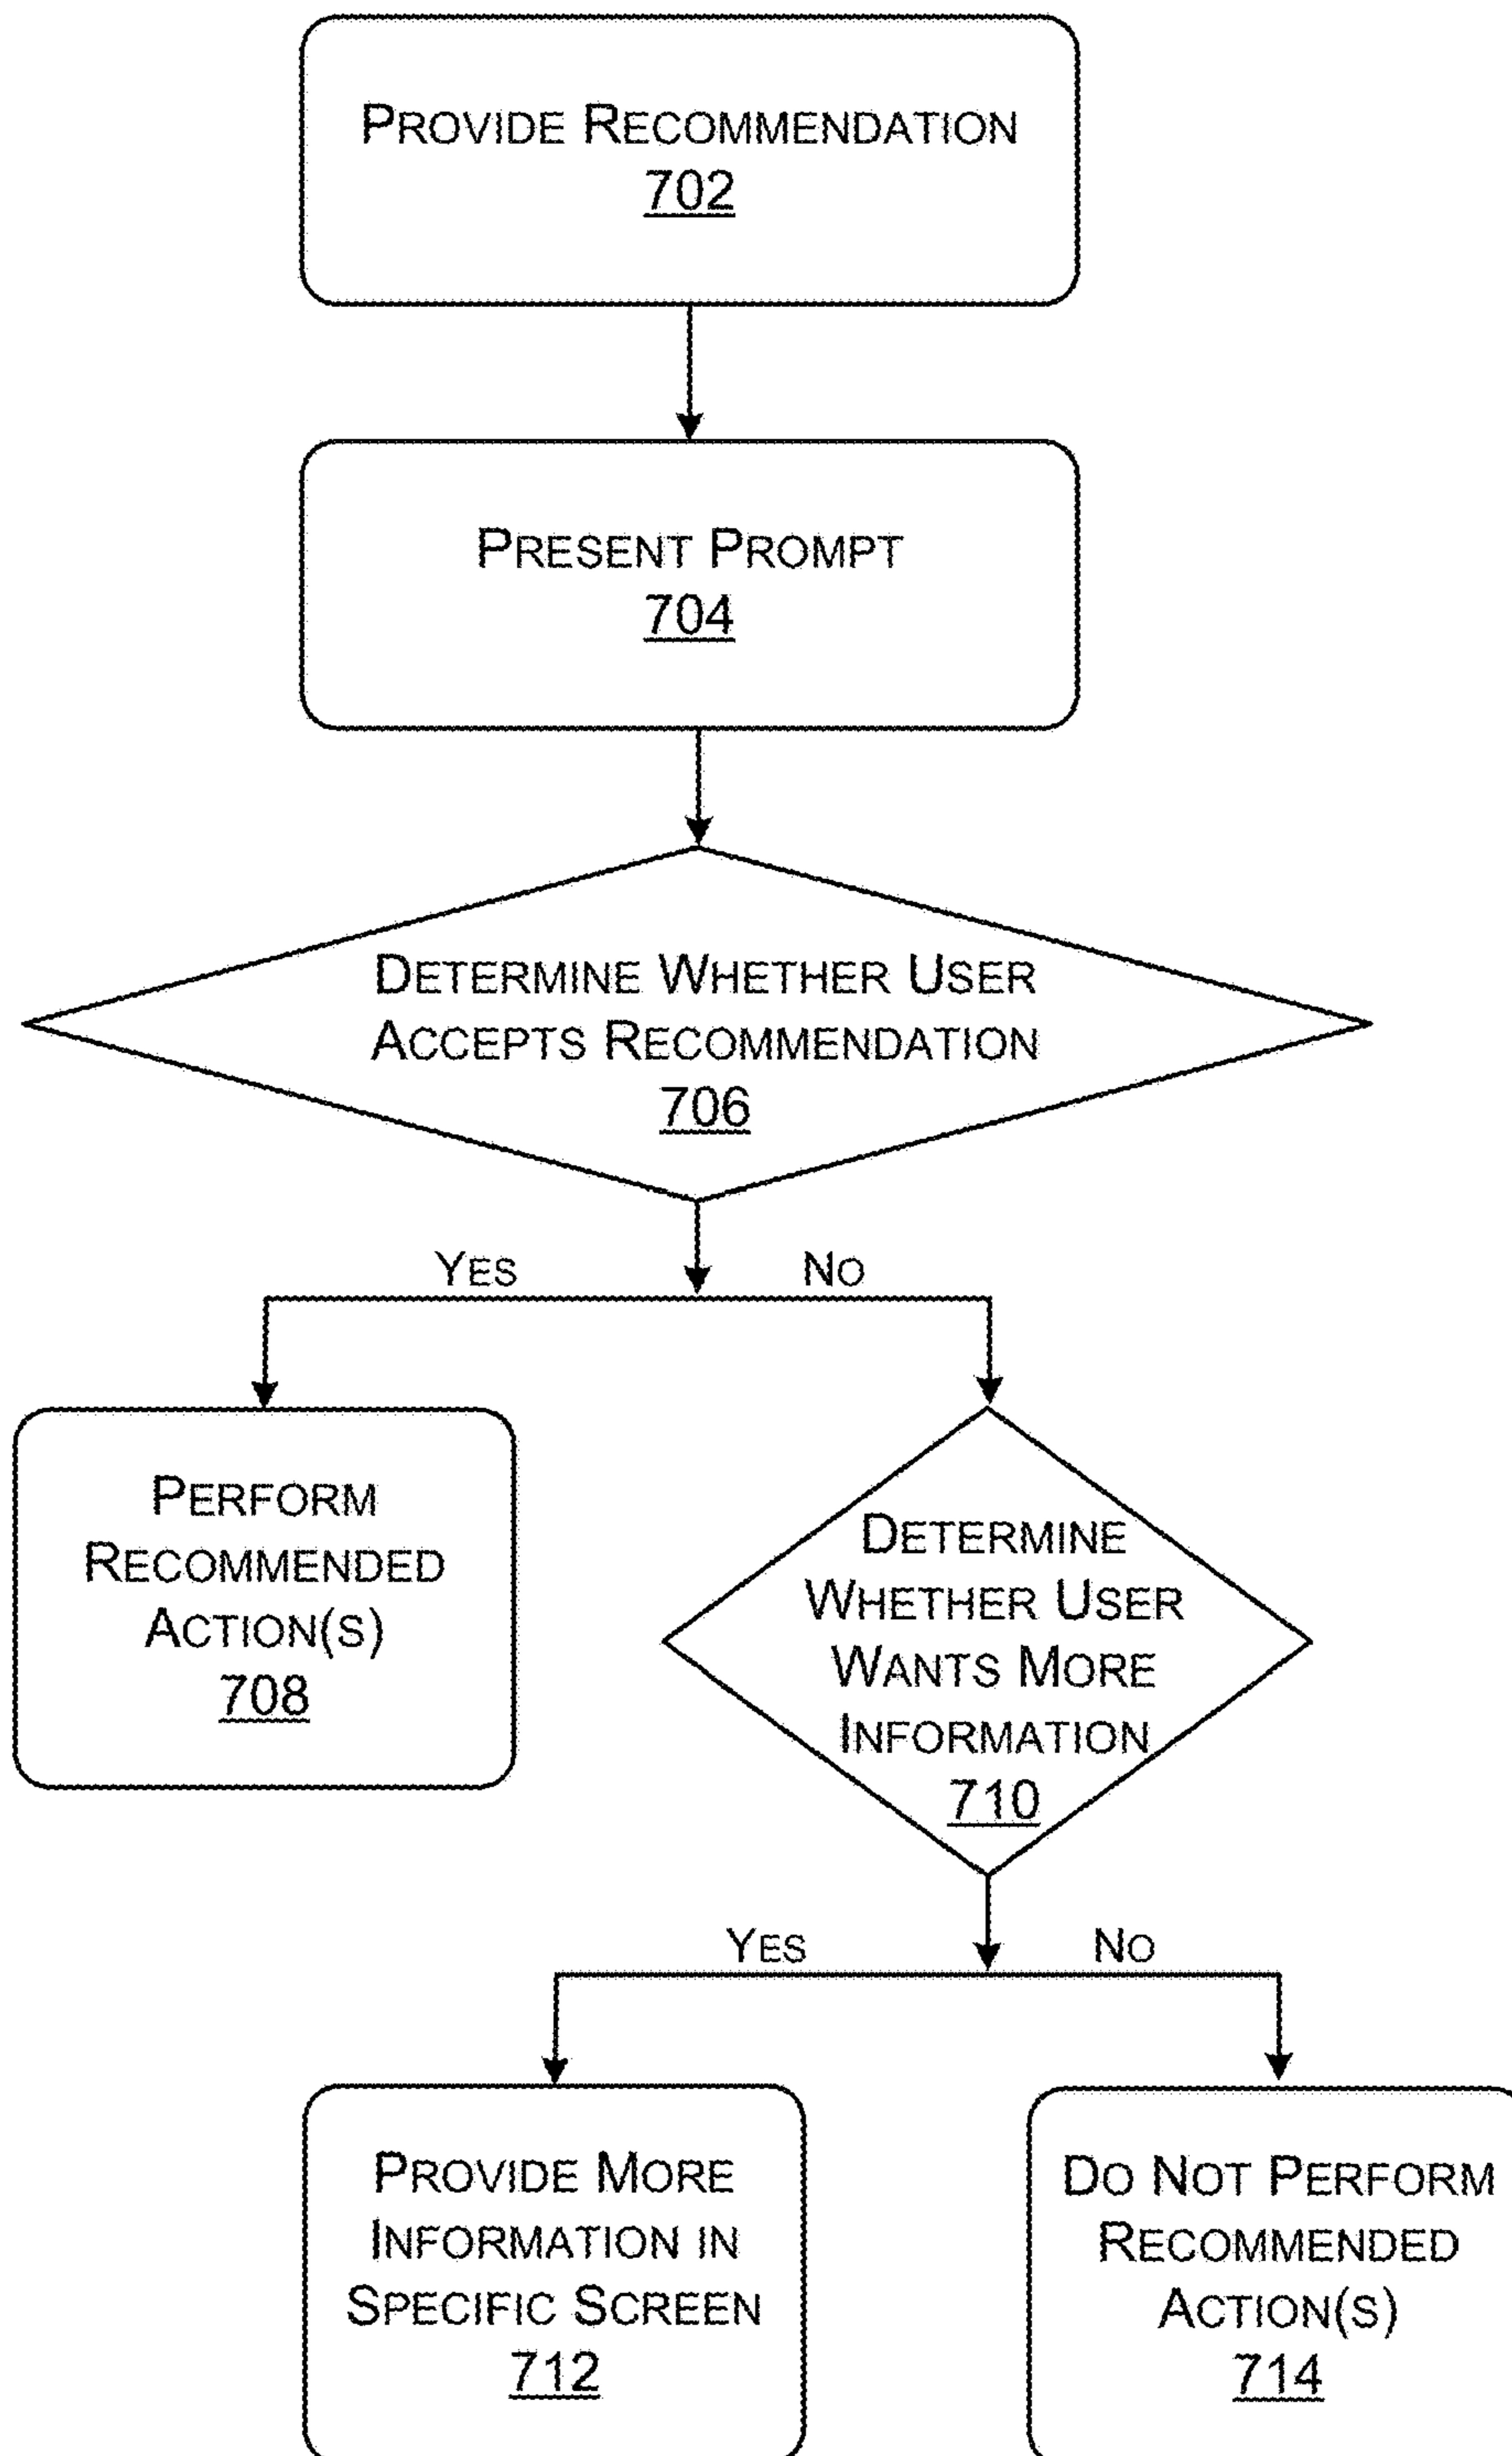 PROVIDE RECOMMENDATION
702
PRESENT PROMPT
704
DETERMINE WHETHER USER
ACCEPTS RECOMMENDATION
706
YES
NO
PERFORM
RECOMMENDED
ACTION(S)
708
DETERMINE
WHETHER USER
WANTS MORE
INFORMATION
710
YES
NO
PROVIDE MORE
INFORMATION IN
SPECIFIC SCREEN
712
DO NOT PERFORM
RECOMMENDED
ACTION(S)
714